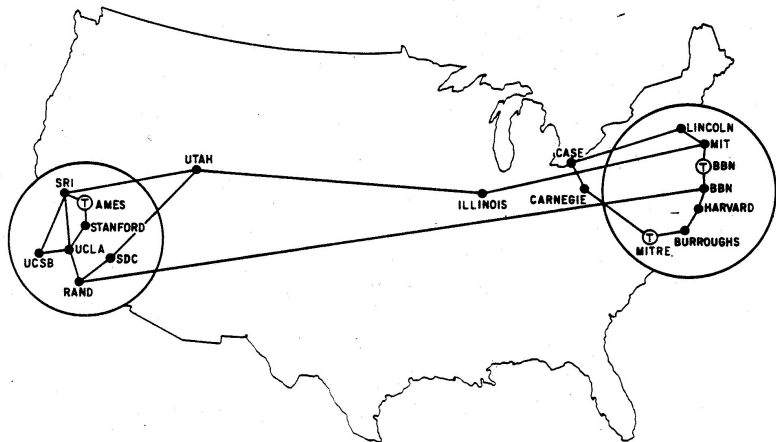 LINCOLN
MIT
CASE
T BBN
UTAH
SRI
BBN
ILLINOIS
CARNEGIE
T AMES
HARVARD
STANFORD
BURROUGHS
T
MITRE
UCLA
UCSB
SDC
RAND